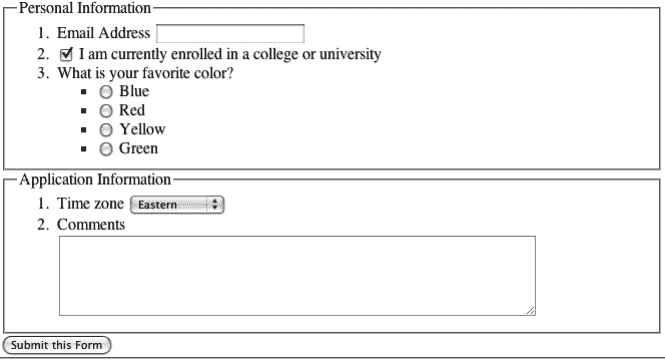 Personal Information
1. Email Address
2. I am currently enrolled in a college or university
3. What is your favorite color?
Blue
Red
Yellow
Green
Application Information
1. Time zone Eastern
2. Comments
Submit this Form